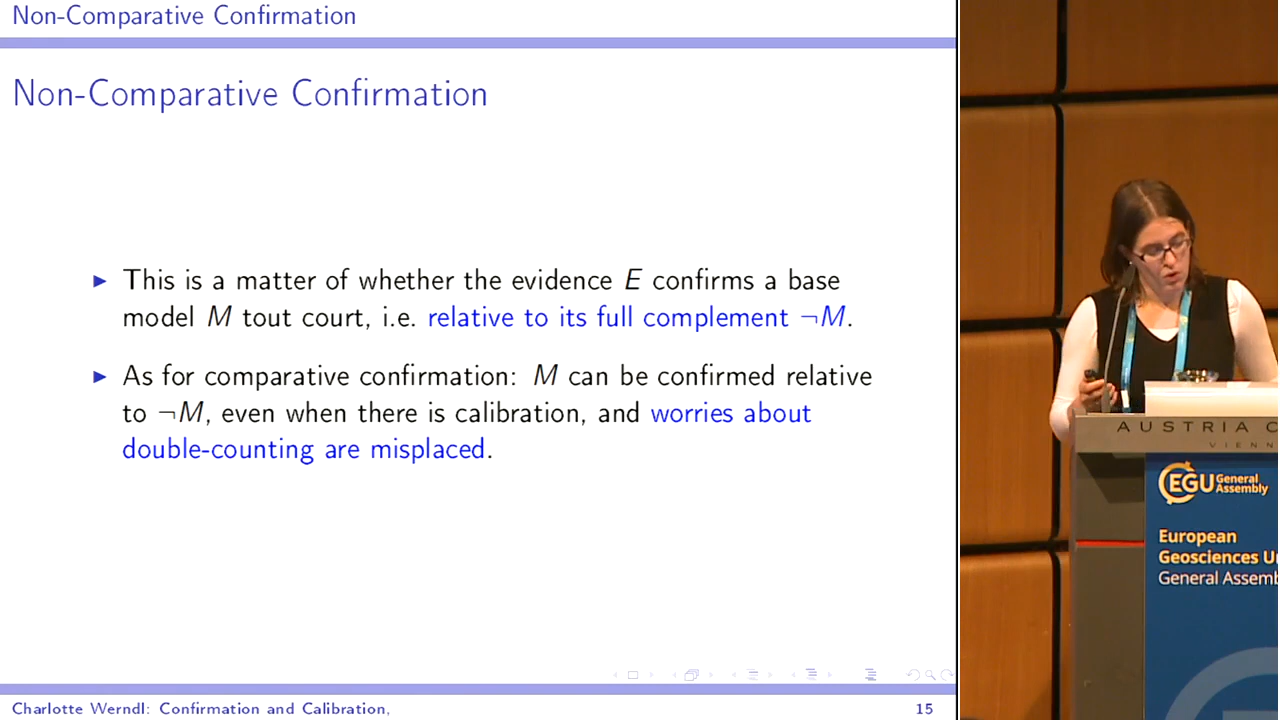 Non-Comparative Confirmation
Non-Comparative Confirmation
▶ This is a matter of whether the evidence E confirms a base
model M tout court, i.e. relative to its full complement ¬M.
▶ As for comparative confirmation: M can be confirmed relative
to ¬M, even when there is calibration, and worries about
double-counting are misplaced.
Charlotte Werndl: Confirmation and Calibration,
15
AUSTRIA C
VIENN
EGU General
Assembly
European
Geosciences U
General Assemb